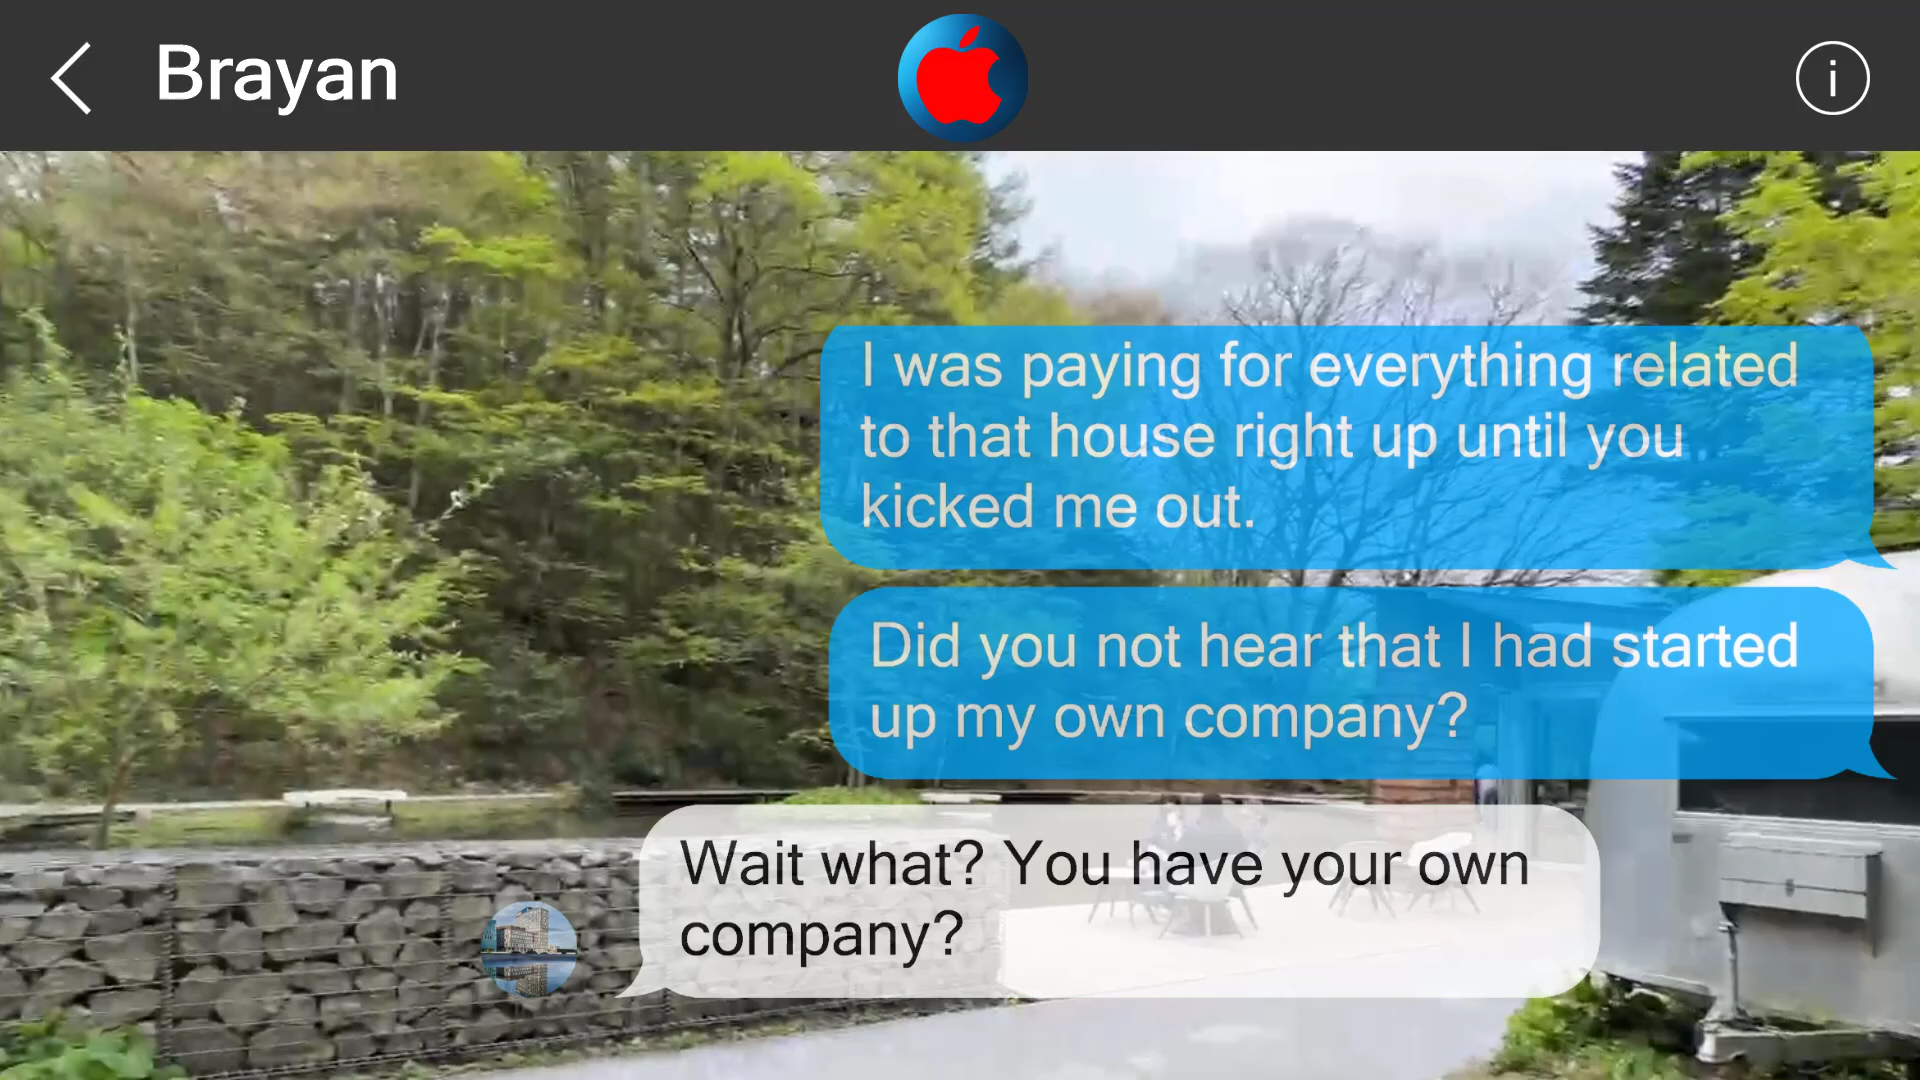 Brayan
i
I was paying for everything related
to that house right up until you
kicked me out.
Did you not hear that I had started
up my own company?
Wait what? You have your own
company?